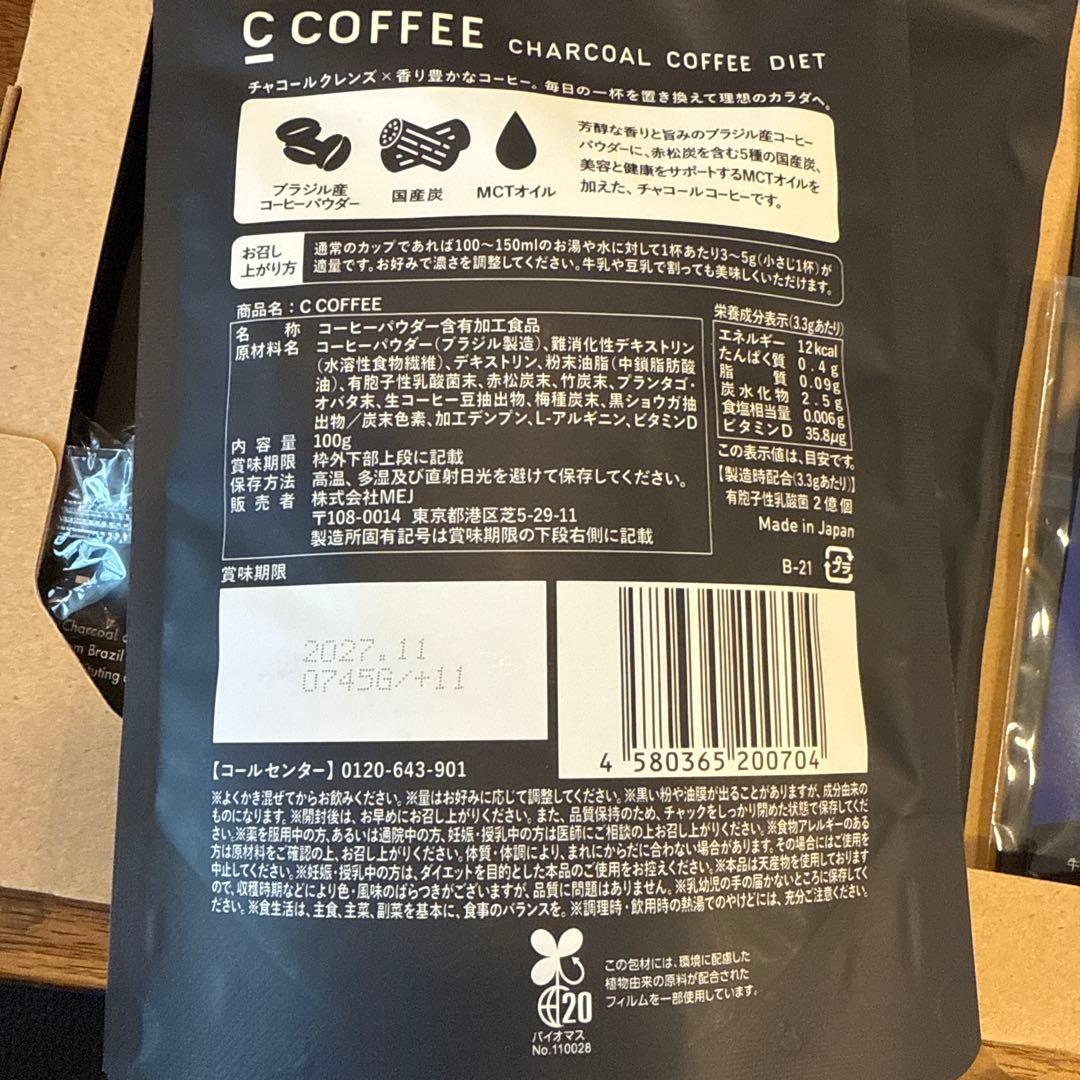 C COFFEE CHARCOAL COFFEE DIET
チャコールクレンズ×香り豊かなコーヒー。毎日の一杯を置き換えて理想のカラダへ。
ブラジル産
コーヒーパウダー
国産炭
MCTオイル
芳醇な香りと旨みのブラジル産コーヒー
パウダーに、赤松炭を含む5種の国産炭、
美容と健康をサポートするMCTオイルを
加えた、チャコールコーヒーです。
お召し
上がり方
通常のカップであれば100〜150mlのお湯や水に対して1杯あたり3〜5g(小さじ1杯)が
適量です。お好みで濃さを調整してください。牛乳や豆乳で割っても美味しくいただけます。
商品名:C COFFEE
名称 コーヒーパウダー含有加工食品
原材料名 コーヒーパウダー(ブラジル製造)、難消化性デキストリン
(水溶性食物繊維)、デキストリン、粉末油脂(中鎖脂肪酸
油)、有胞子性乳酸菌末、赤松炭末、竹炭末、プランタゴ・
オバタ末、生コーヒー豆抽出物、梅種炭末、黒ショウガ抽
出物/炭末色素、加工デンプン、L-アルギニン、ビタミンD
内容量 100g
賞味期限 枠外下部上段に記載
保存方法 高温、多湿及び直射日光を避けて保存してください。
販売者 株式会社MEJ
〒108-0014 東京都港区芝5-29-11
製造所固有記号は賞味期限の下段右側に記載
栄養成分表示(3.3gあたり)
エネルギー 12kcal
たんぱく質 0.4g
脂質 0.09g
炭水化物 2.5g
食塩相当量 0.006g
ビタミンD 35.8μg
この表示値は、目安です。
【製造時配合(3.3gあたり)】
有胞子性乳酸菌 2億個
Made in Japan
B-21 プラ
賞味期限
2027.11
0745G/+11
4 580365 200704
【コールセンター】0120-643-901
※よくかき混ぜてからお飲みください。※量はお好みに応じて調整してください。※黒い粉や油膜が出ることがありますが、成分由来の
ものになります。※開封後は、お早めにお召し上がりください。また、品質保持のため、チャックをしっかり閉めた状態で保存してくだ
さい。※薬を服用中の方、あるいは通院中の方、妊娠・授乳中の方は医師にご相談の上お召し上がりください。※食物アレルギーのある
方は原材料をご確認の上、お召し上がりください。体質・体調により、まれにからだに合わない場合があります。その場合にはご使用を
中止してください。※妊娠・授乳中の方は、ダイエットを目的とした本品のご使用をお控えください。※本品は天産物を使用しております
ので、収穫時期などにより色・風味のばらつきがございますが、品質に問題はありません。※乳幼児の手の届かないところに保存してく
ださい。※食生活は、主食、主菜、副菜を基本に、食事のバランスを。※調理時・飲用時の熱湯でのやけどには、充分ご注意ください。
20
バイオマス
No.110028
この包材には、環境に配慮した
植物由来の原料が配合された
フィルムを一部使用しています。
Charcoal
m Brazil
uting
牛